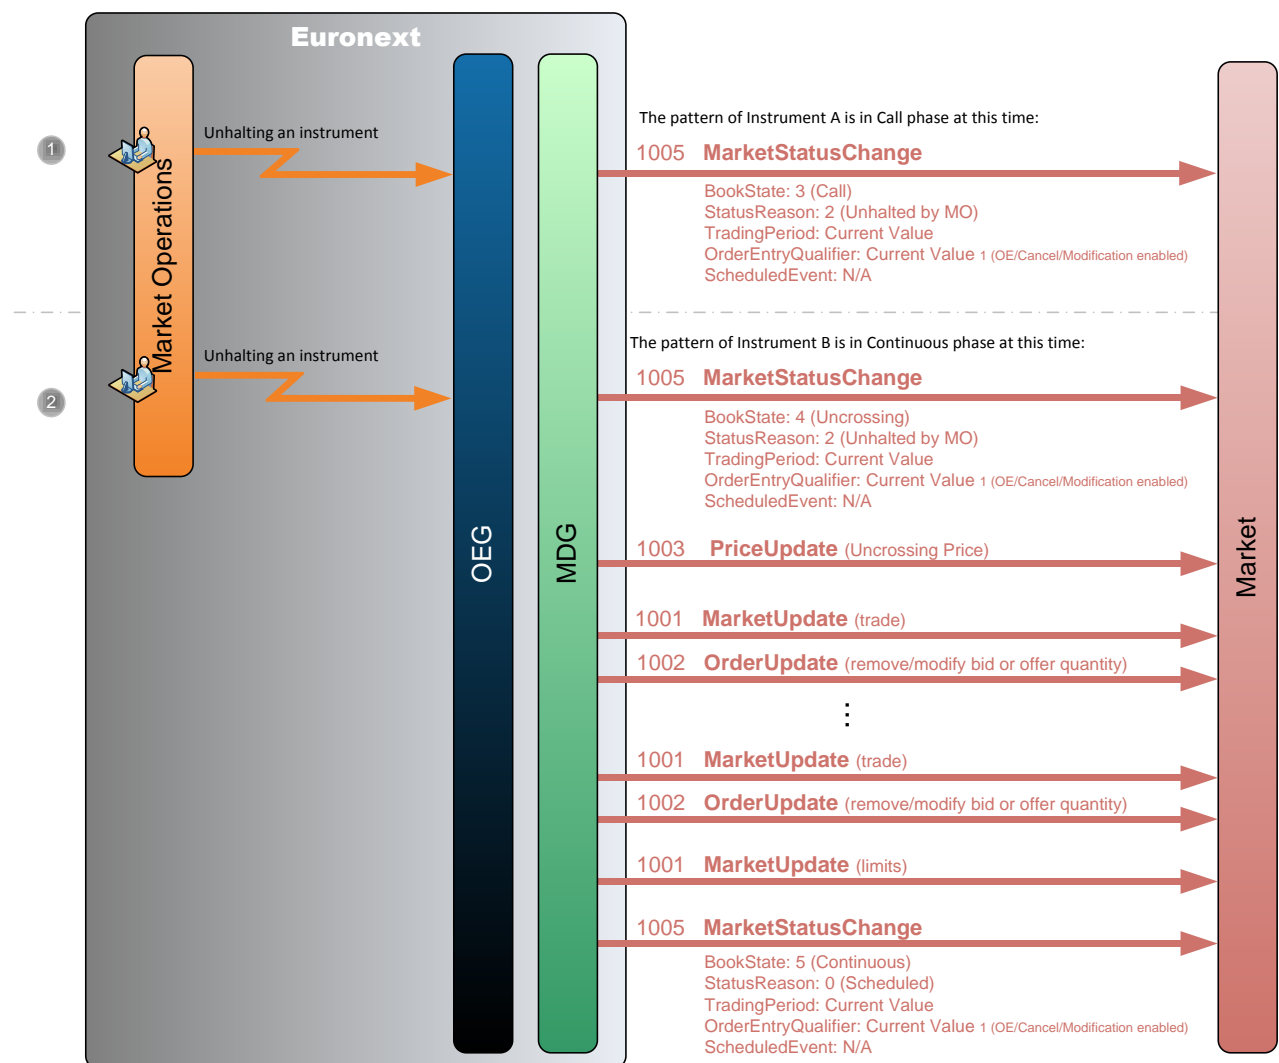 Euronext
The pattern of Instrument A is in Call phase at this time:
1
Unhalting an instrument
1005 MarketStatusChange
BookState: 3 (Call)
StatusReason: 2 (Unhalted by MO)
TradingPeriod: Current Value
OrderEntryQualifier: Current Value 1 (OE/Cancel/Modification enabled)
ScheduledEvent: N/A
Market Operations
The pattern of Instrument B is in Continuous phase at this time:
2
Unhalting an instrument
1005 MarketStatusChange
BookState: 4 (Uncrossing)
StatusReason: 2 (Unhalted by MO)
TradingPeriod: Current Value
OrderEntryQualifier: Current Value 1 (OE/Cancel/Modification enabled)
ScheduledEvent: N/A
OEG
MDG
Market
1003 PriceUpdate (Uncrossing Price)
1001 MarketUpdate (trade)
1002 OrderUpdate (remove/modify bid or offer quantity)
⋮
1001 MarketUpdate (trade)
1002 OrderUpdate (remove/modify bid or offer quantity)
1001 MarketUpdate (limits)
1005 MarketStatusChange
BookState: 5 (Continuous)
StatusReason: 0 (Scheduled)
TradingPeriod: Current Value
OrderEntryQualifier: Current Value 1 (OE/Cancel/Modification enabled)
ScheduledEvent: N/A